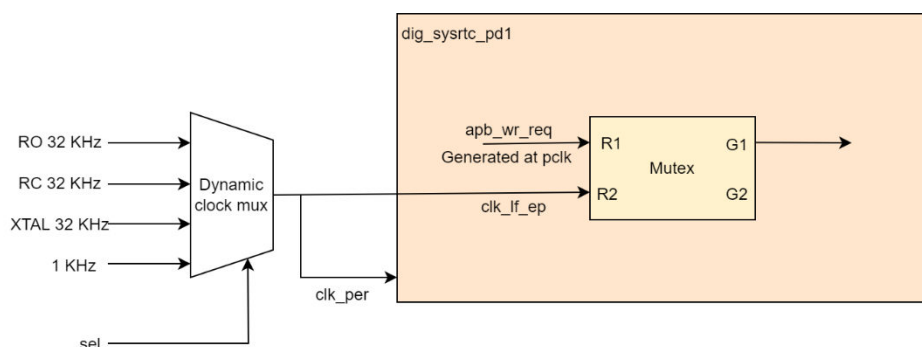 dig_sysrtc_pd1
RO 32 KHz
RC 32 KHz
XTAL 32 KHz
1 KHz
Dynamic
clock mux
sel
clk_per
apb_wr_req
Generated at pclk
clk_lf_ep
R1
G1
Mutex
R2
G2